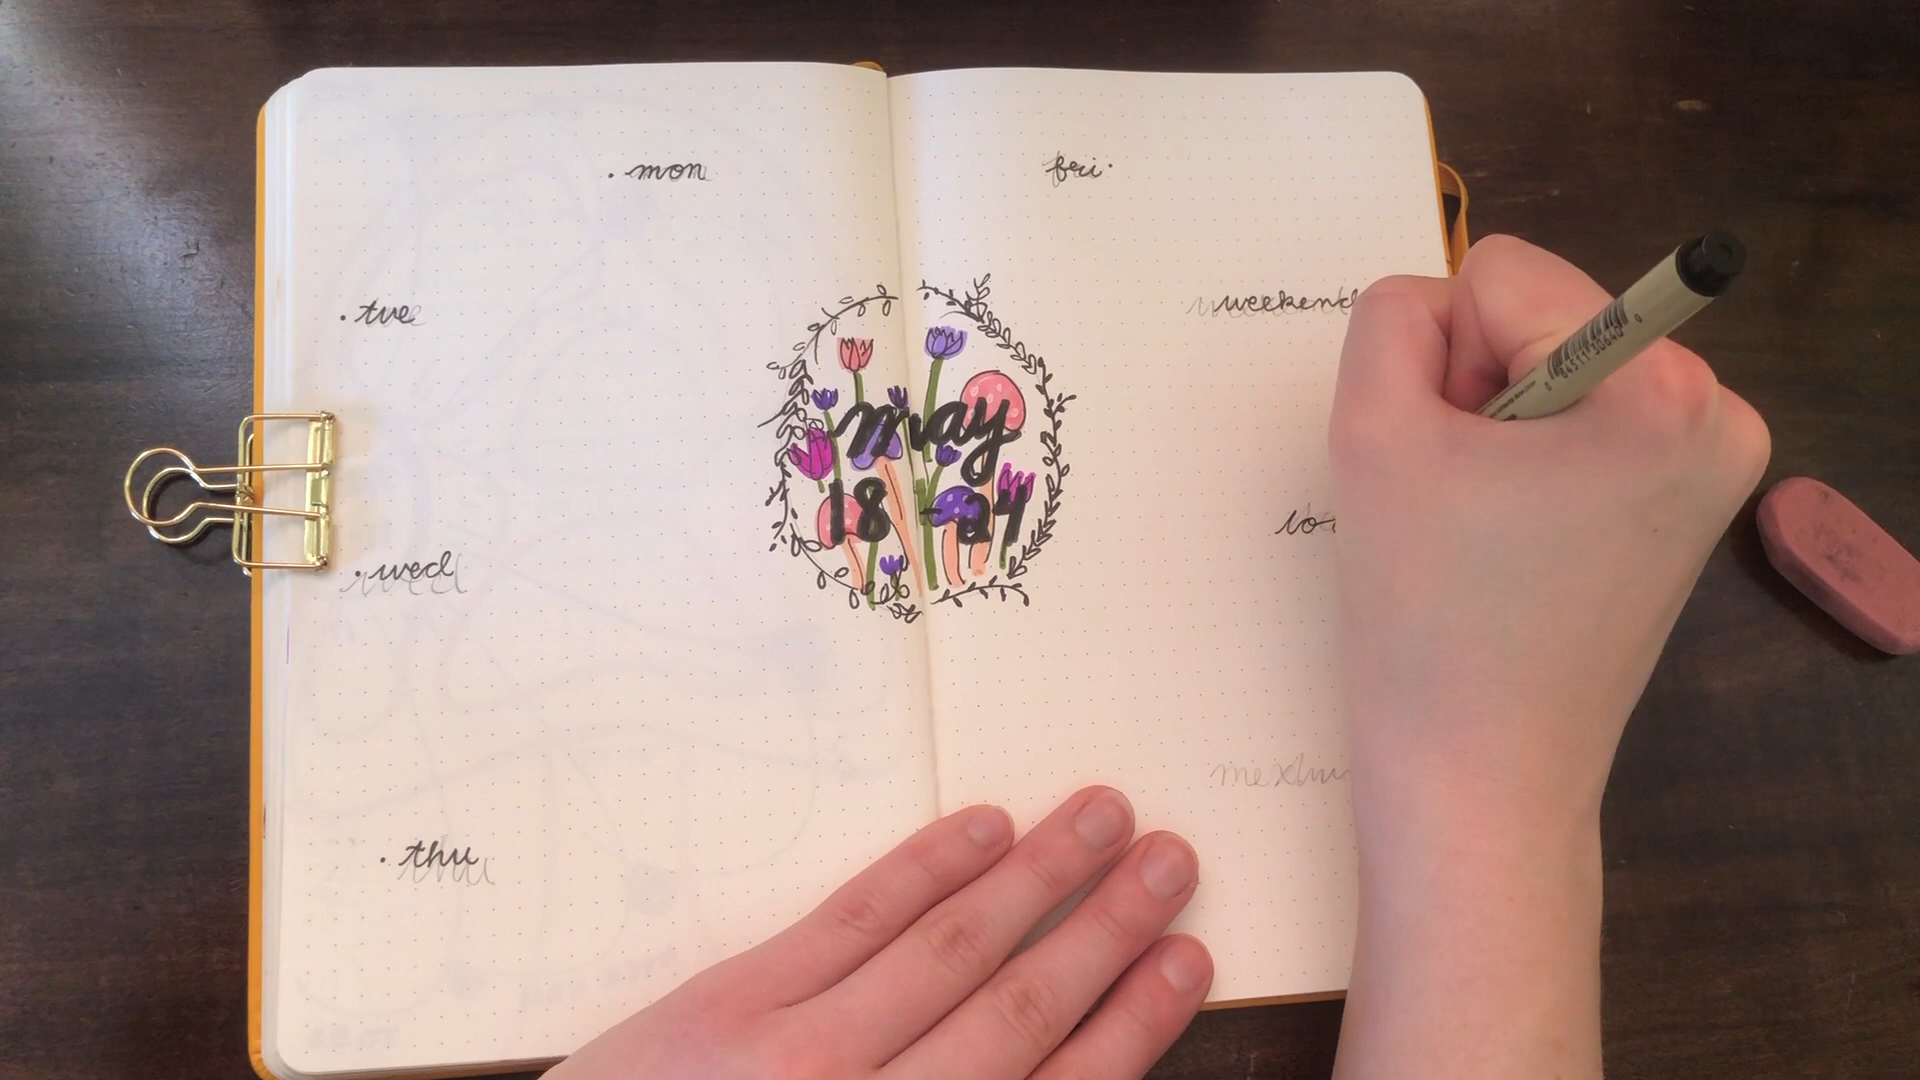 · mon
· tue
· wed
· thu
may
18 - 24
fri ·
weekend